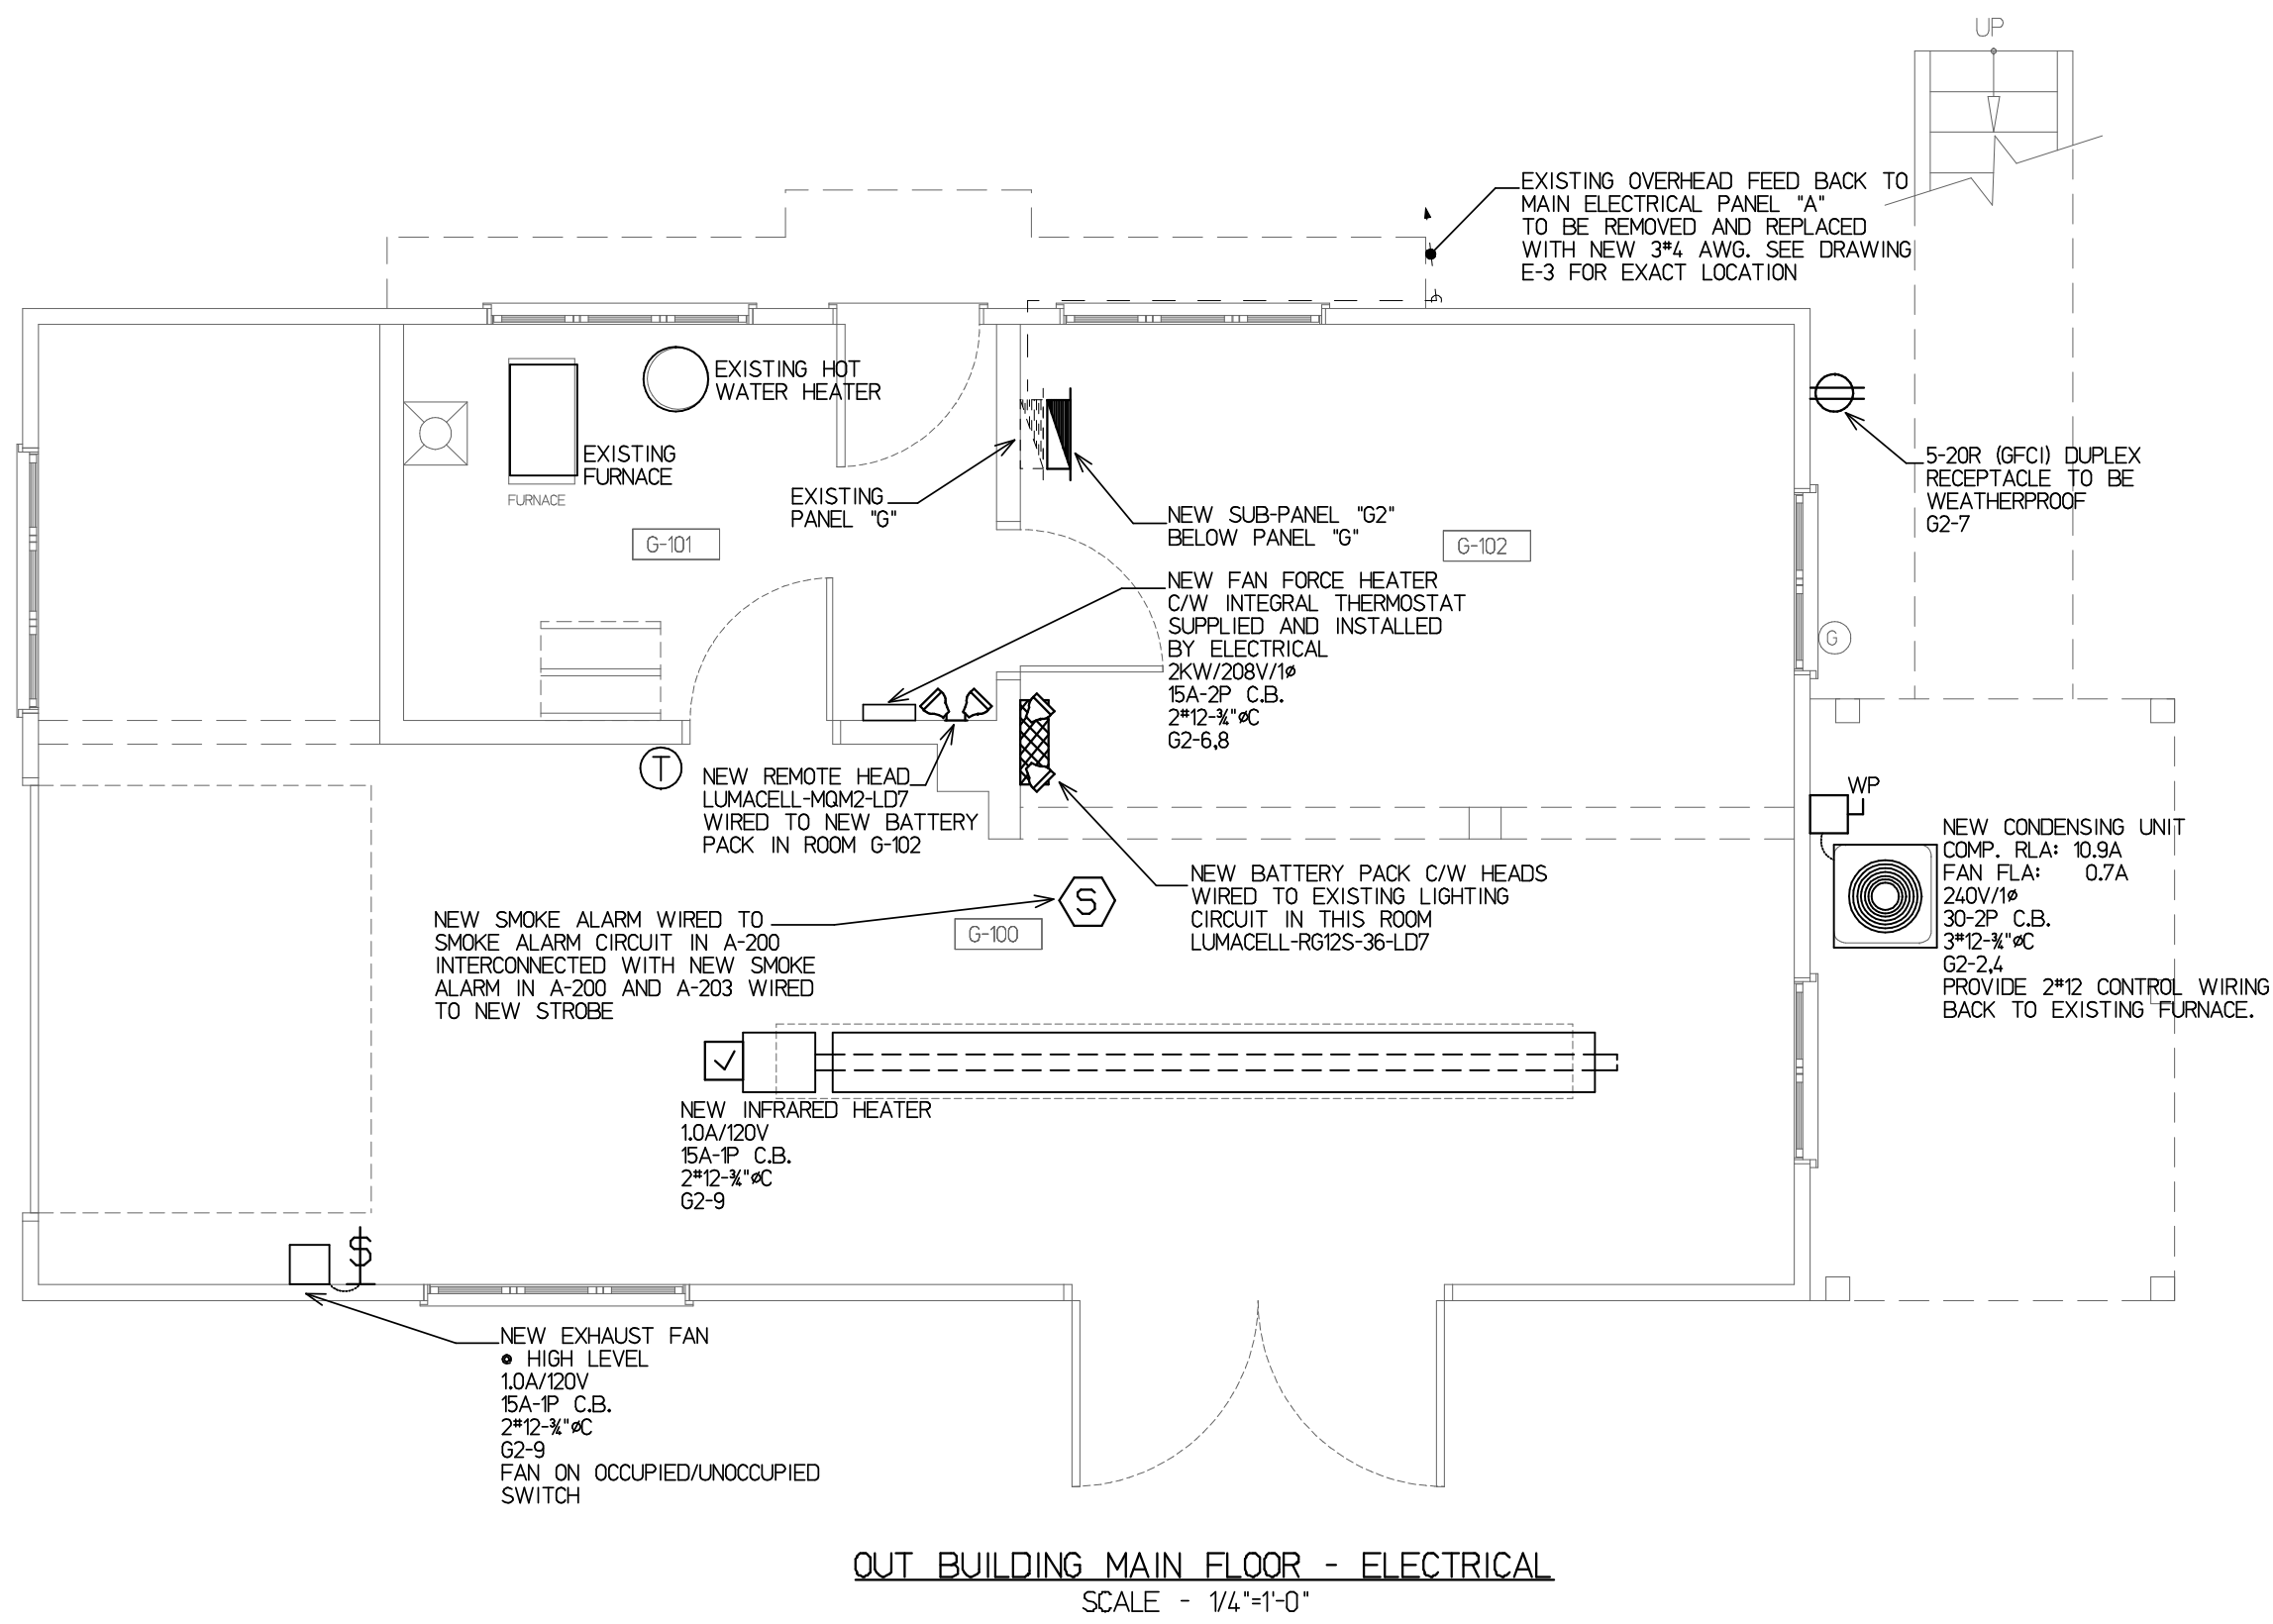 UP
EXISTING OVERHEAD FEED BACK TO
MAIN ELECTRICAL PANEL "A"
TO BE REMOVED AND REPLACED
WITH NEW 3#4 AWG. SEE DRAWING
E-3 FOR EXACT LOCATION
EXISTING HOT
WATER HEATER
EXISTING
FURNACE
FURNACE
EXISTING
PANEL "G"
G-101
NEW SUB-PANEL "G2"
BELOW PANEL "G"
G-102
5-20R (GFCI) DUPLEX
RECEPTACLE TO BE
WEATHERPROOF
G2-7
NEW FAN FORCE HEATER
C/W INTEGRAL THERMOSTAT
SUPPLIED AND INSTALLED
BY ELECTRICAL
2KW/208V/1ø
15A-2P C.B.
2#12-¾"øC
G2-6,8
G
T
NEW REMOTE HEAD
LUMACELL-MQM2-LD7
WIRED TO NEW BATTERY
PACK IN ROOM G-102
WP
NEW CONDENSING UNIT
COMP. RLA: 10.9A
FAN FLA: 0.7A
240V/1ø
30-2P C.B.
3#12-¾"øC
G2-2,4
PROVIDE 2#12 CONTROL WIRING
BACK TO EXISTING FURNACE.
NEW BATTERY PACK C/W HEADS
WIRED TO EXISTING LIGHTING
CIRCUIT IN THIS ROOM
LUMACELL-RG12S-36-LD7
S
G-100
NEW SMOKE ALARM WIRED TO
SMOKE ALARM CIRCUIT IN A-200
INTERCONNECTED WITH NEW SMOKE
ALARM IN A-200 AND A-203 WIRED
TO NEW STROBE
NEW INFRARED HEATER
1.0A/120V
15A-1P C.B.
2#12-¾"øC
G2-9
$
NEW EXHAUST FAN
@ HIGH LEVEL
1.0A/120V
15A-1P C.B.
2#12-¾"øC
G2-9
FAN ON OCCUPIED/UNOCCUPIED
SWITCH
OUT BUILDING MAIN FLOOR - ELECTRICAL
SCALE - 1/4"=1'-0"